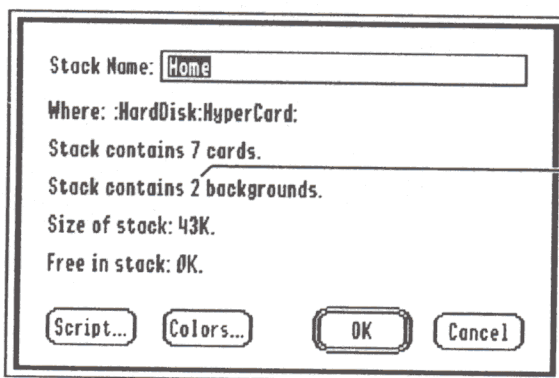 Stack Name: Home
Where: :HardDisk:HyperCard:
Stack contains 7 cards.
Stack contains 2 backgrounds.
Size of stack: 43K.
Free in stack: 0K.
Script... Colors... OK Cancel